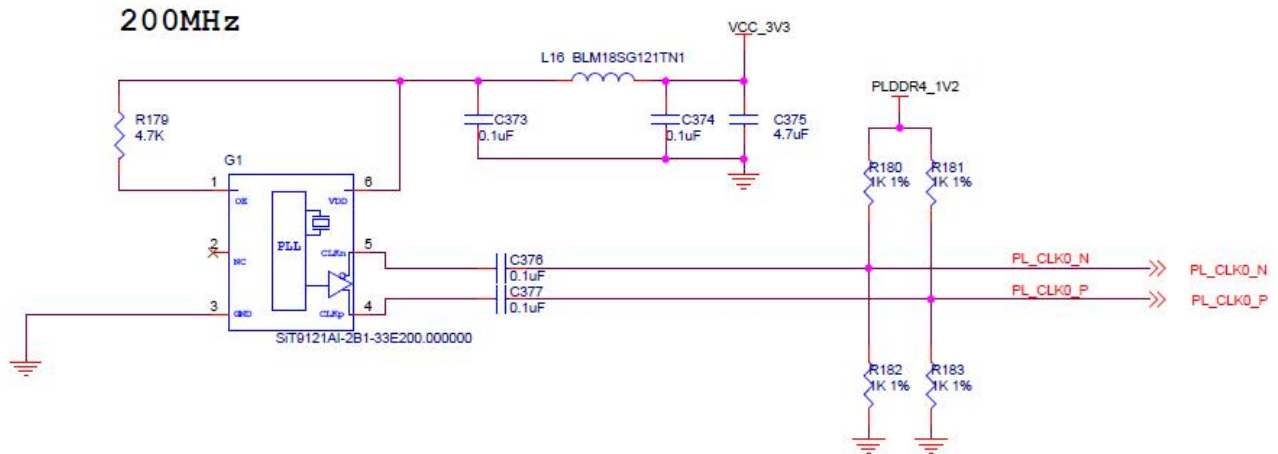 200MHz
VCC_3V3
L16 BLM18SG121TN1
PLDDR4_1V2
R179
4.7K
C373
0.1uF
C374
0.1uF
C375
4.7uF
R180
1K 1%
R181
1K 1%
G1
1
OE
6
VDD
2
NC
PLL
5
CLKn
3
GND
4
CLKp
SiT9121AI-2B1-33E200.000000
C376
0.1uF
C377
0.1uF
PL_CLK0_N
PL_CLK0_N
PL_CLK0_P
PL_CLK0_P
R182
1K 1%
R183
1K 1%